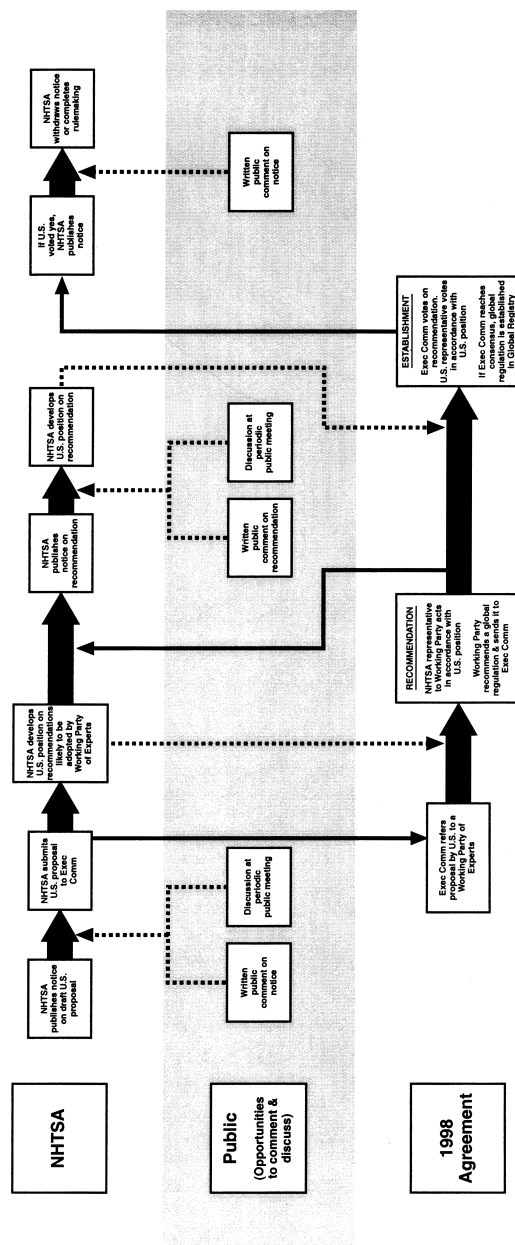 NHTSA
NHTSA
publishes notice
on draft U.S.
proposal
NHTSA submits
U.S. proposal
to Exec
Comm
NHTSA develops
U.S. position on
recommendations
likely to be
adopted by
Working Party
of Experts
NHTSA
publishes
notice on
recommendation
NHTSA develops
U.S. position on
recommendation
If U.S.
voted yes,
NHTSA
publishes
notice
NHTSA
withdraws notice
or completes
rulemaking
Public
(Opportunities
to comment &
discuss)
Written
public
comment on
notice
Discussion at
periodic
public meeting
Written
public
comment on
recommendation
Discussion at
periodic
public meeting
Written
public
comment on
notice
1998
Agreement
Exec Comm refers
proposal by U.S. to a
Working Party of
Experts
RECOMMENDATION
NHTSA representative
to Working Party acts
in accordance with
U.S. position
Working Party
recommends a global
regulation & sends it to
Exec Comm
ESTABLISHMENT
Exec Comm votes on
recommendation.
U.S. representative votes
in accordance with
U.S. position
If Exec Comm reaches
consensus, global
regulation is established
in Global Registry